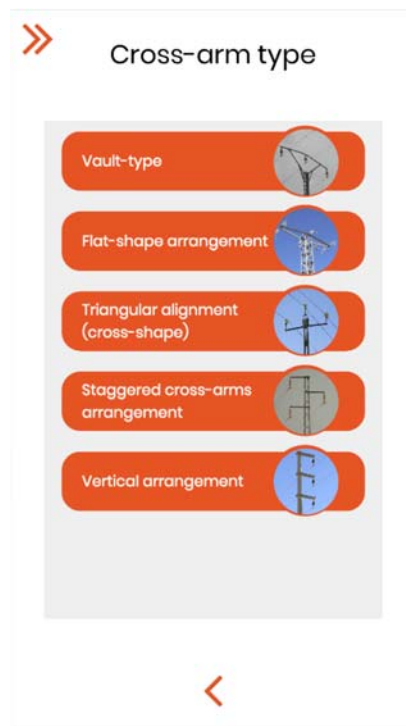 Cross-arm type
Vault-type
Flat-shape arrangement
Triangular alignment
(cross-shape)
Staggered cross-arms
arrangement
Vertical arrangement